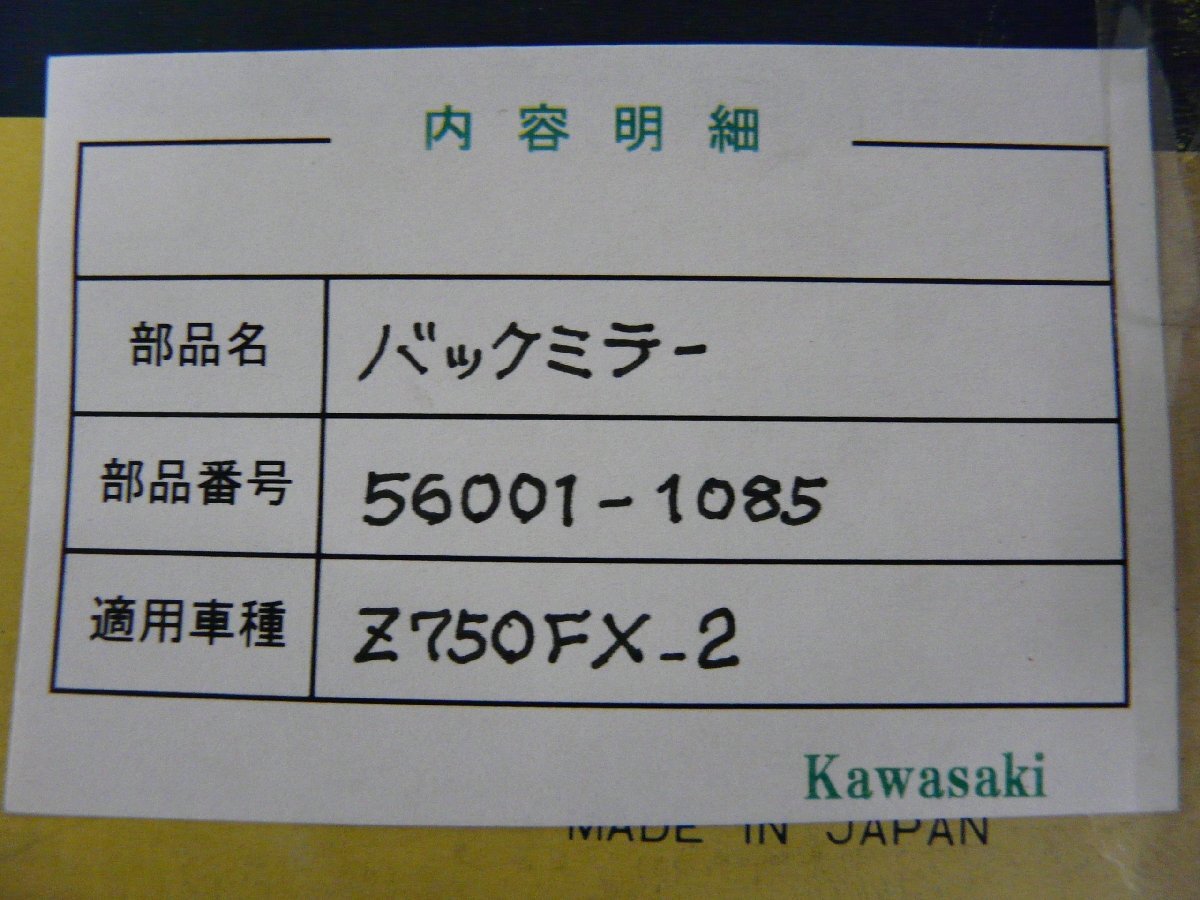 内容明細
部品名 バックミラー
部品番号 56001-1085
適用車種 Z750FX-2
Kawasaki
MADE IN JAPAN